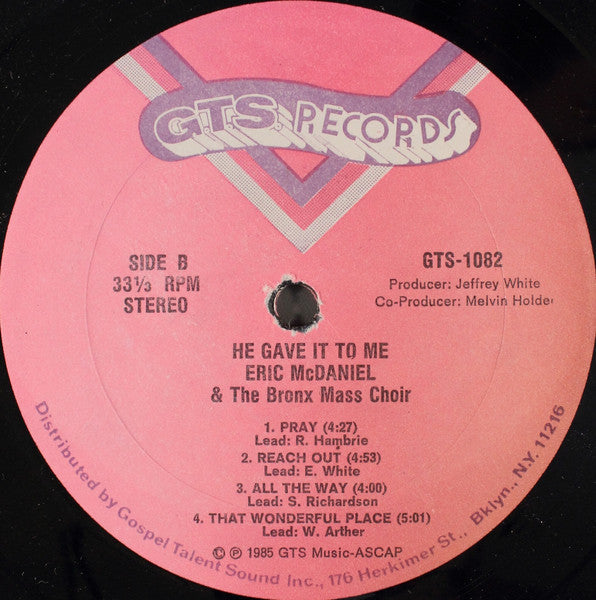 G.T.S. RECORDS
SIDE B
33⅓ RPM
STEREO
GTS-1082
Producer: Jeffrey White
Co-Producer: Melvin Holde
HE GAVE IT TO ME
ERIC McDANIEL
& The Bronx Mass Choir
1. PRAY (4:27)
Lead: R. Hambrie
2. REACH OUT (4:53)
Lead: E. White
3. ALL THE WAY (4:00)
Lead: S. Richardson
4. THAT WONDERFUL PLACE (5:01)
Lead: W. Arther
© ℗ 1985 GTS Music-ASCAP
Distributed by Gospel Talent Sound Inc., 176 Herkimer St., Bklyn., N.Y. 11216